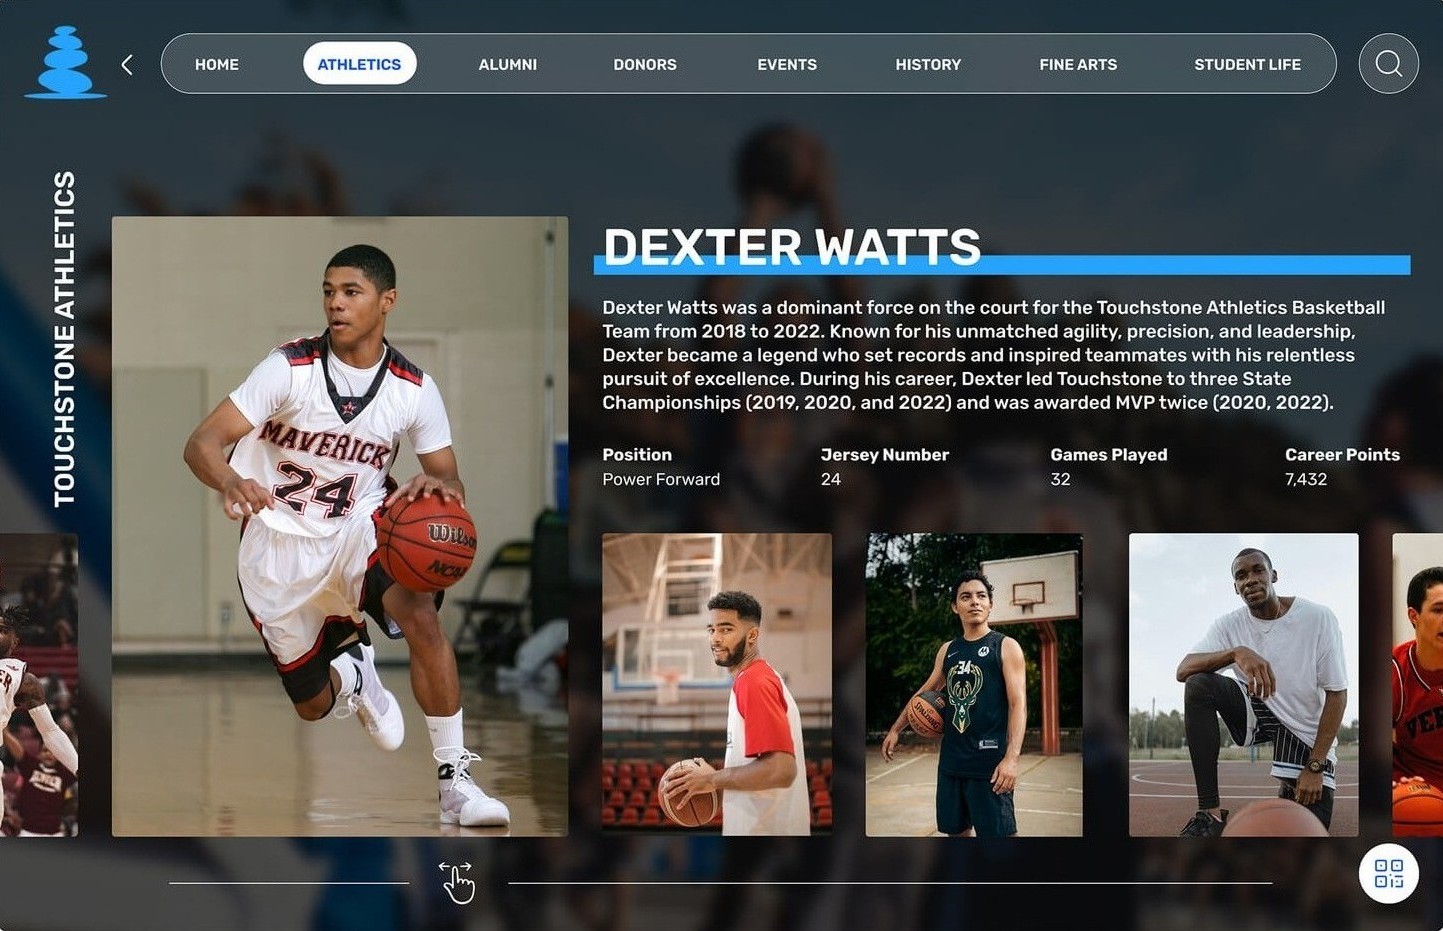 HOME
ATHLETICS
ALUMNI
DONORS
EVENTS
HISTORY
FINE ARTS
STUDENT LIFE
TOUCHSTONE ATHLETICS
DEXTER WATTS
Dexter Watts was a dominant force on the court for the Touchstone Athletics Basketball
Team from 2018 to 2022. Known for his unmatched agility, precision, and leadership,
Dexter became a legend who set records and inspired teammates with his relentless
pursuit of excellence. During his career, Dexter led Touchstone to three State
Championships (2019, 2020, and 2022) and was awarded MVP twice (2020, 2022).
Position
Power Forward
Jersey Number
24
Games Played
32
Career Points
7,432
MAVERICK
24
Wilson
NCAA
34
SPALDING